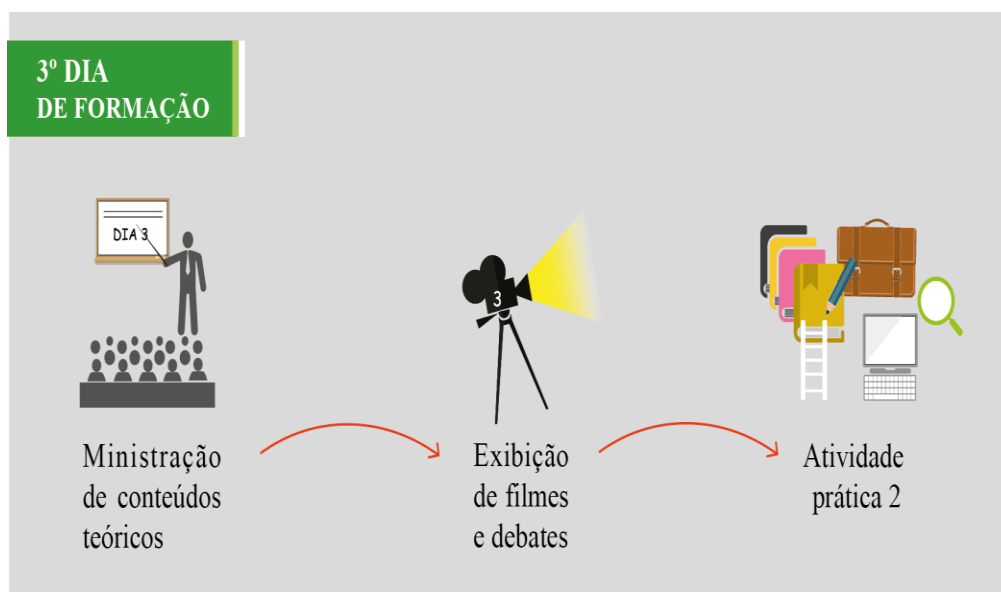 3º DIA
DE FORMAÇÃO
DIA 3
3
Ministração
de conteúdos
teóricos
Exibição
de filmes
e debates
Atividade
prática 2